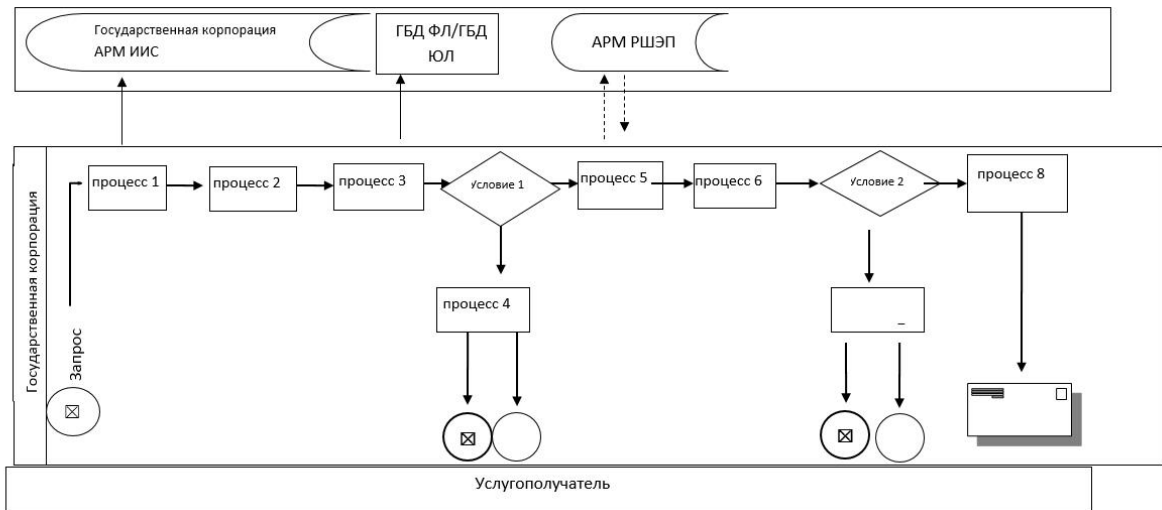 Государственная корпорация
АРМ ИИС
ГБД ФЛ/ГБД
ЮЛ
АРМ РШЭП
Государственная корпорация
Запрос
процесс 1
процесс 2
процесс 3
Условие 1
процесс 5
процесс 6
Условие 2
процесс 8
процесс 4
Услугополучатель